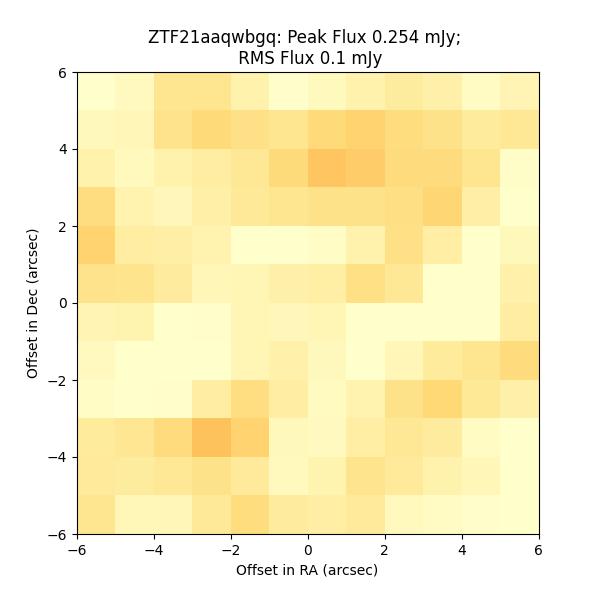 ZTF21aaqwbgq: Peak Flux 0.254 mJy;
RMS Flux 0.1 mJy
6
4
2
0
−2
−4
−6
Offset in Dec (arcsec)
−6 −4 −2 0 2 4 6
Offset in RA (arcsec)